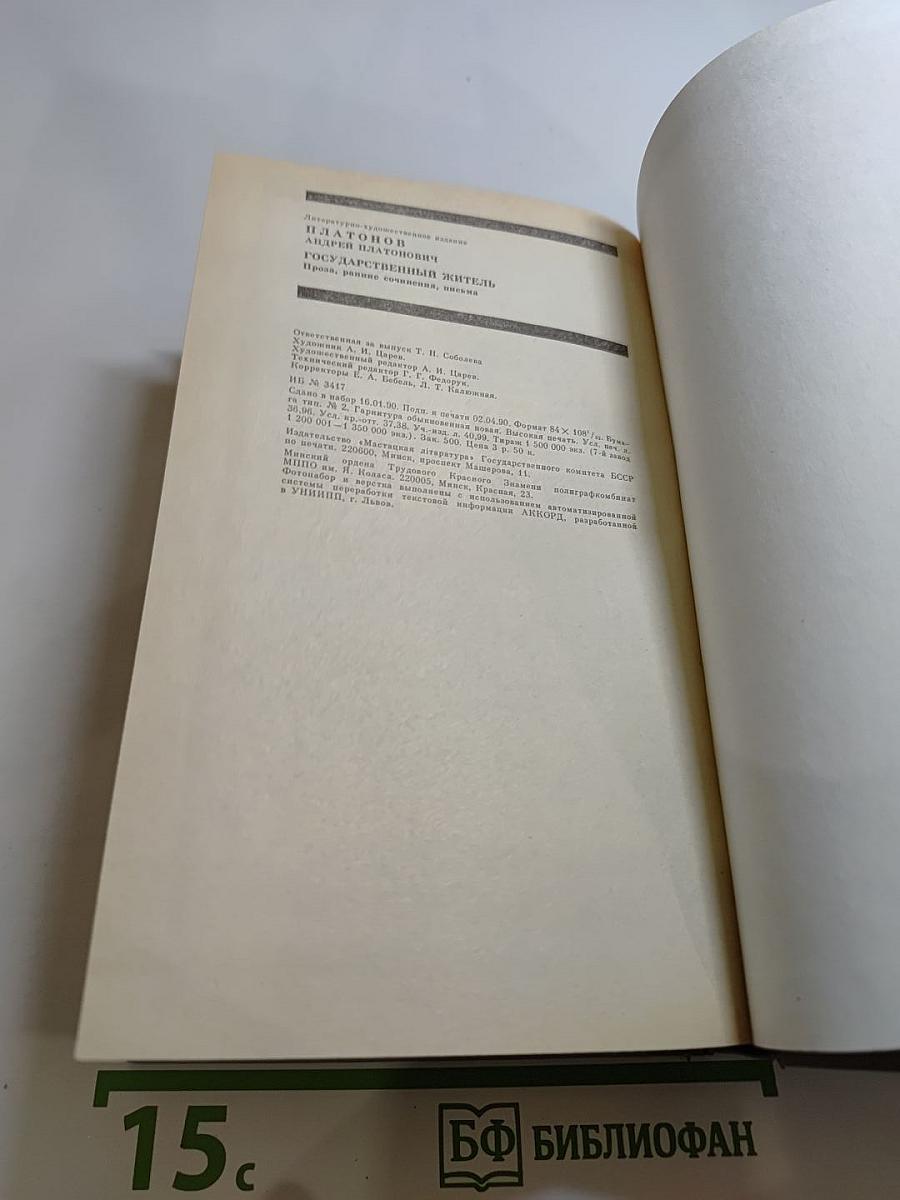 Литературно-художественное издание
ПЛАТОНОВ
АНДРЕЙ ПЛАТОНОВИЧ
ГОСУДАРСТВЕННЫЙ ЖИТЕЛЬ
Проза, ранние сочинения, письма
Ответственная за выпуск Т. Н. Соболева
Художник А. И. Царев.
Художественный редактор А. И. Царев.
Технический редактор Г. Г. Федорук.
Корректоры Е. А. Бебель, Л. Т. Калюжная.
ИБ № 3417
Сдано в набор 16.01.90. Подп. к печати 02.04.90. Формат 84×108¹/₃₂. Бума-
га тип. № 2. Гарнитура обыкновенная новая. Высокая печать. Усл. печ. л.
36,96. Усл. кр.-отт. 37,38. Уч.-изд. л. 40,99. Тираж 1 500 000 экз. (7-й завод
1 200 001—1 350 000 экз.). Зак. 500. Цена 3 р. 50 к.
Издательство «Мастацкая літаратура» Государственного комитета БССР
по печати. 220600, Минск, проспект Машерова, 11.
Минский ордена Трудового Красного Знамени полиграфкомбинат
МППО им. Я. Коласа. 220005, Минск, Красная, 23.
Фотонабор и верстка выполнены с использованием автоматизированной
системы переработки текстовой информации АККОРД, разработанной
в УНИИПП, г. Львов.
15 с
БФ БИБЛИОФАН